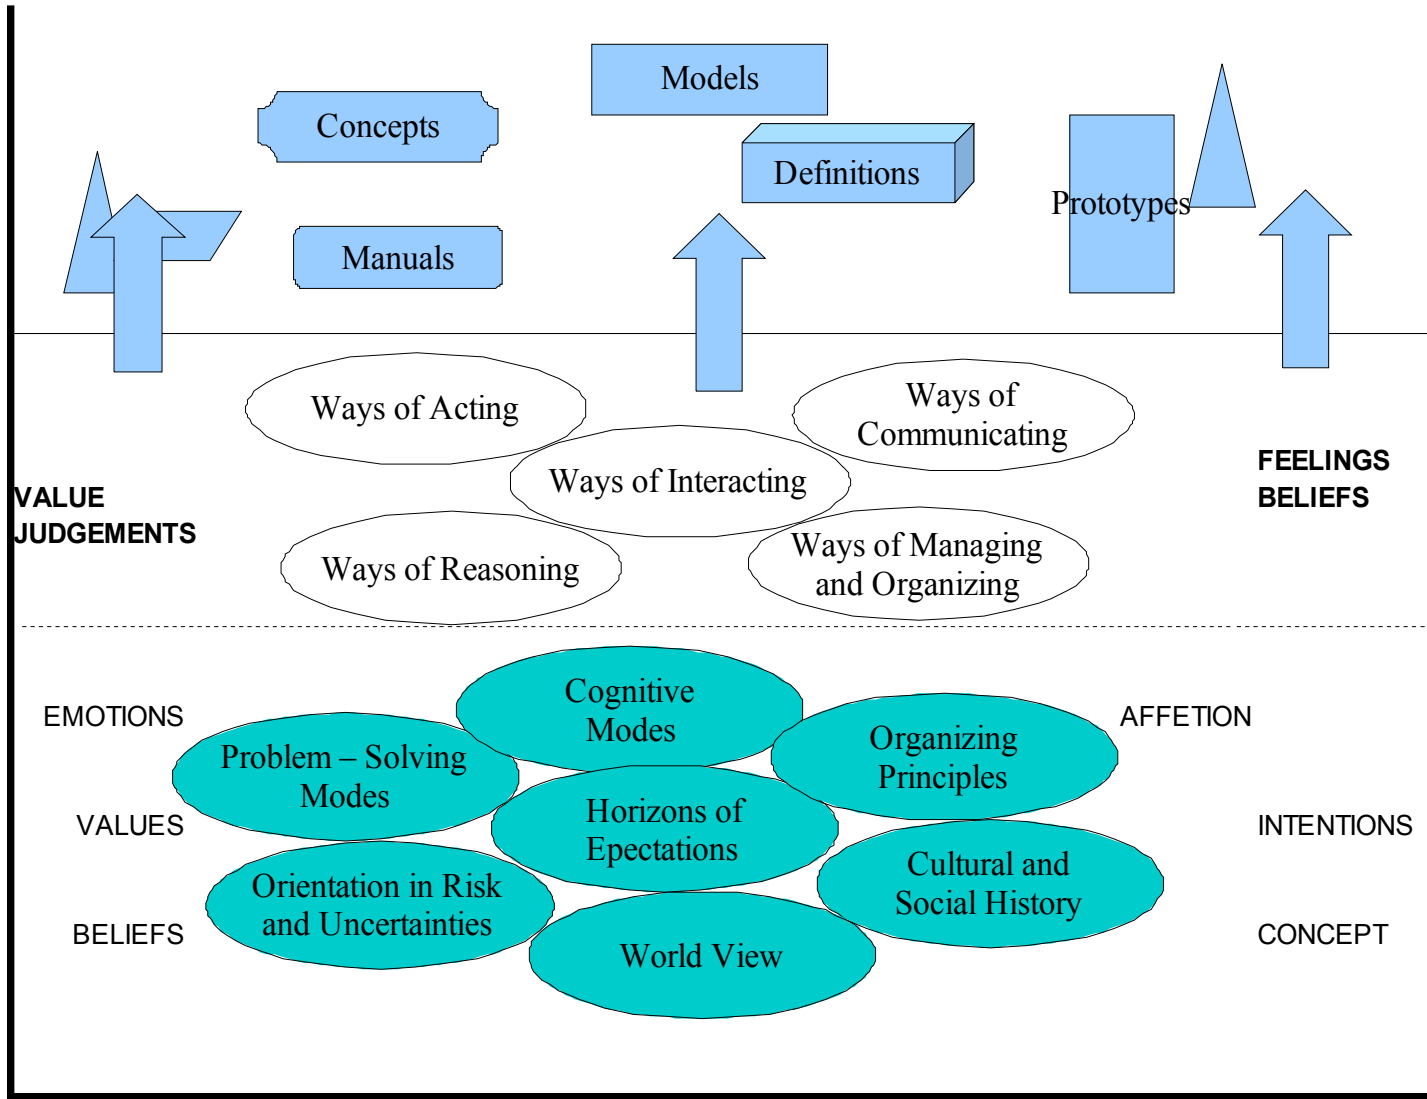 Models
Concepts
Definitions
Prototypes
Manuals
Ways of Acting
Ways of
Communicating
Ways of Interacting
FEELINGS
BELIEFS
VALUE
JUDGEMENTS
Ways of Reasoning
Ways of Managing
and Organizing
Cognitive
Modes
EMOTIONS
AFFETION
Problem – Solving
Modes
Organizing
Principles
VALUES
Horizons of
Epectations
INTENTIONS
Orientation in Risk
and Uncertainties
Cultural and
Social History
BELIEFS
CONCEPT
World View